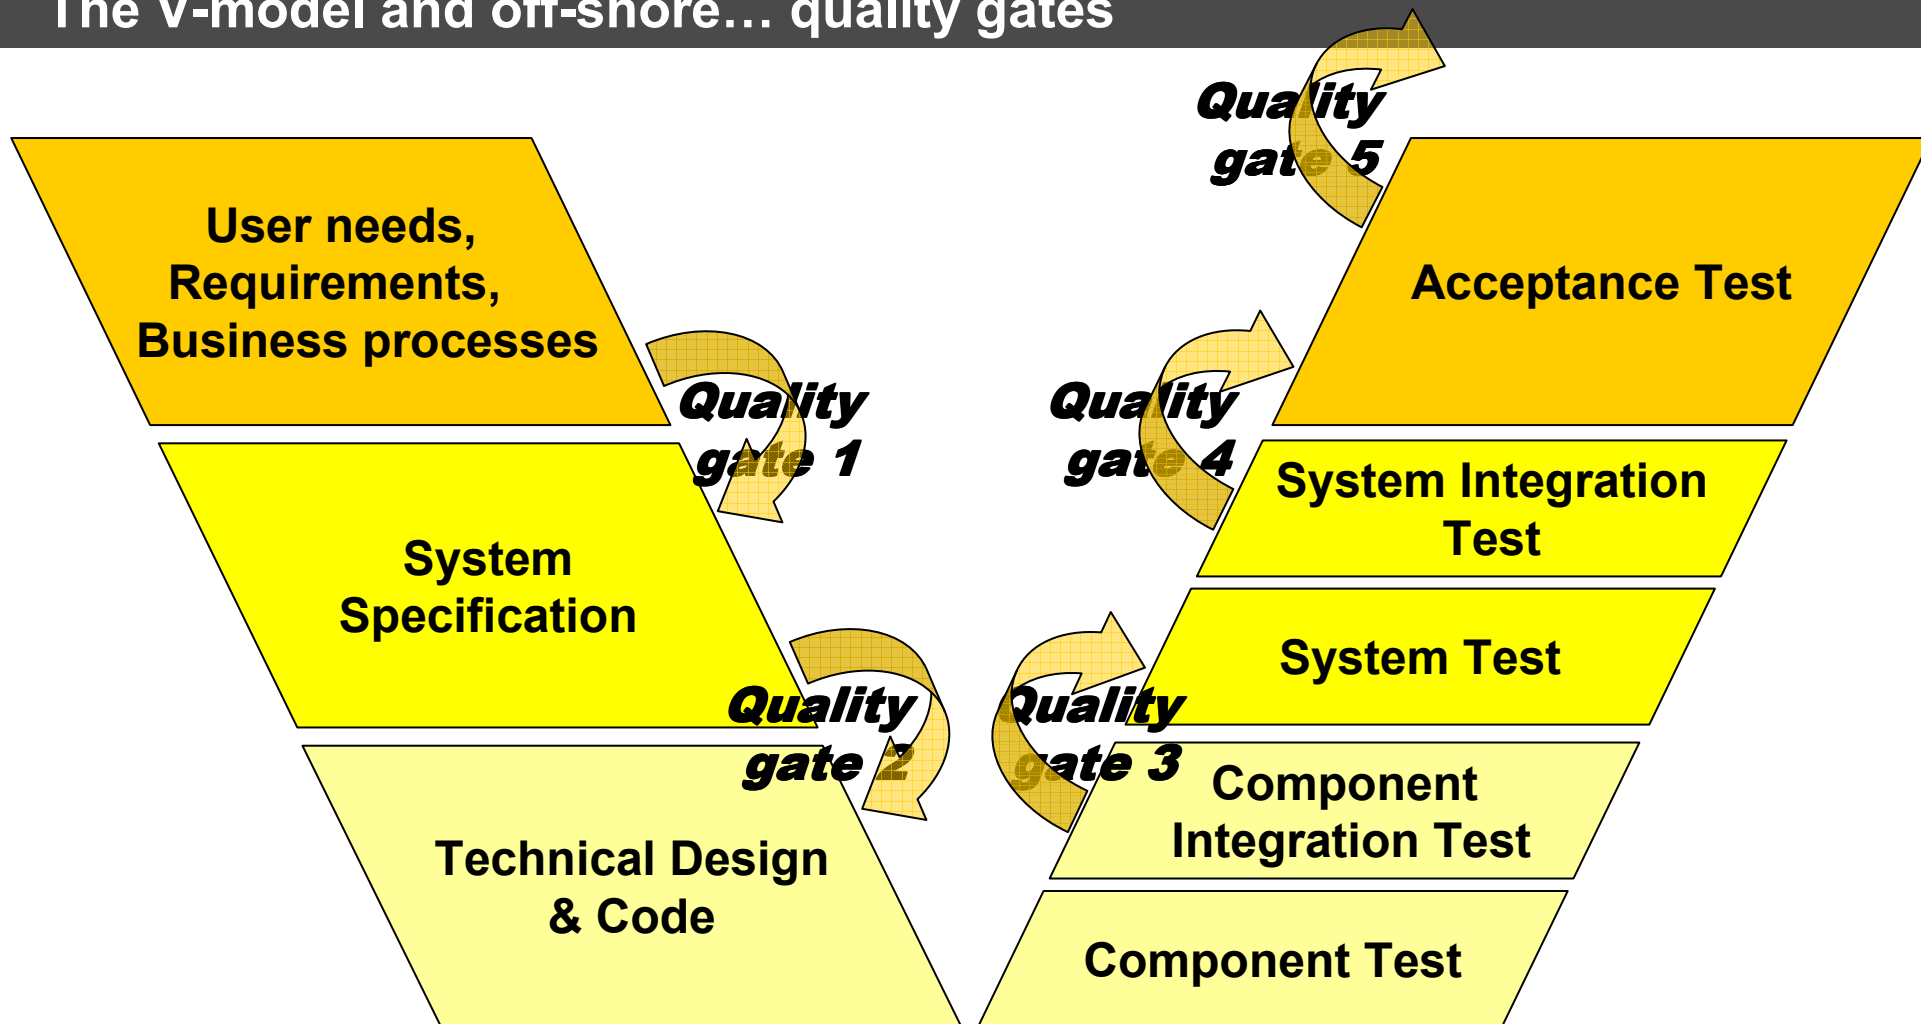 The V-model and off-shore... quality gates
Quality
gate 5
User needs,
Requirements,
Business processes
Acceptance Test
Quality
gate 1
Quality
gate 4
System Integration
Test
System
Specification
System Test
Quality
gate 2
Quality
gate 3
Component
Integration Test
Technical Design
& Code
Component Test